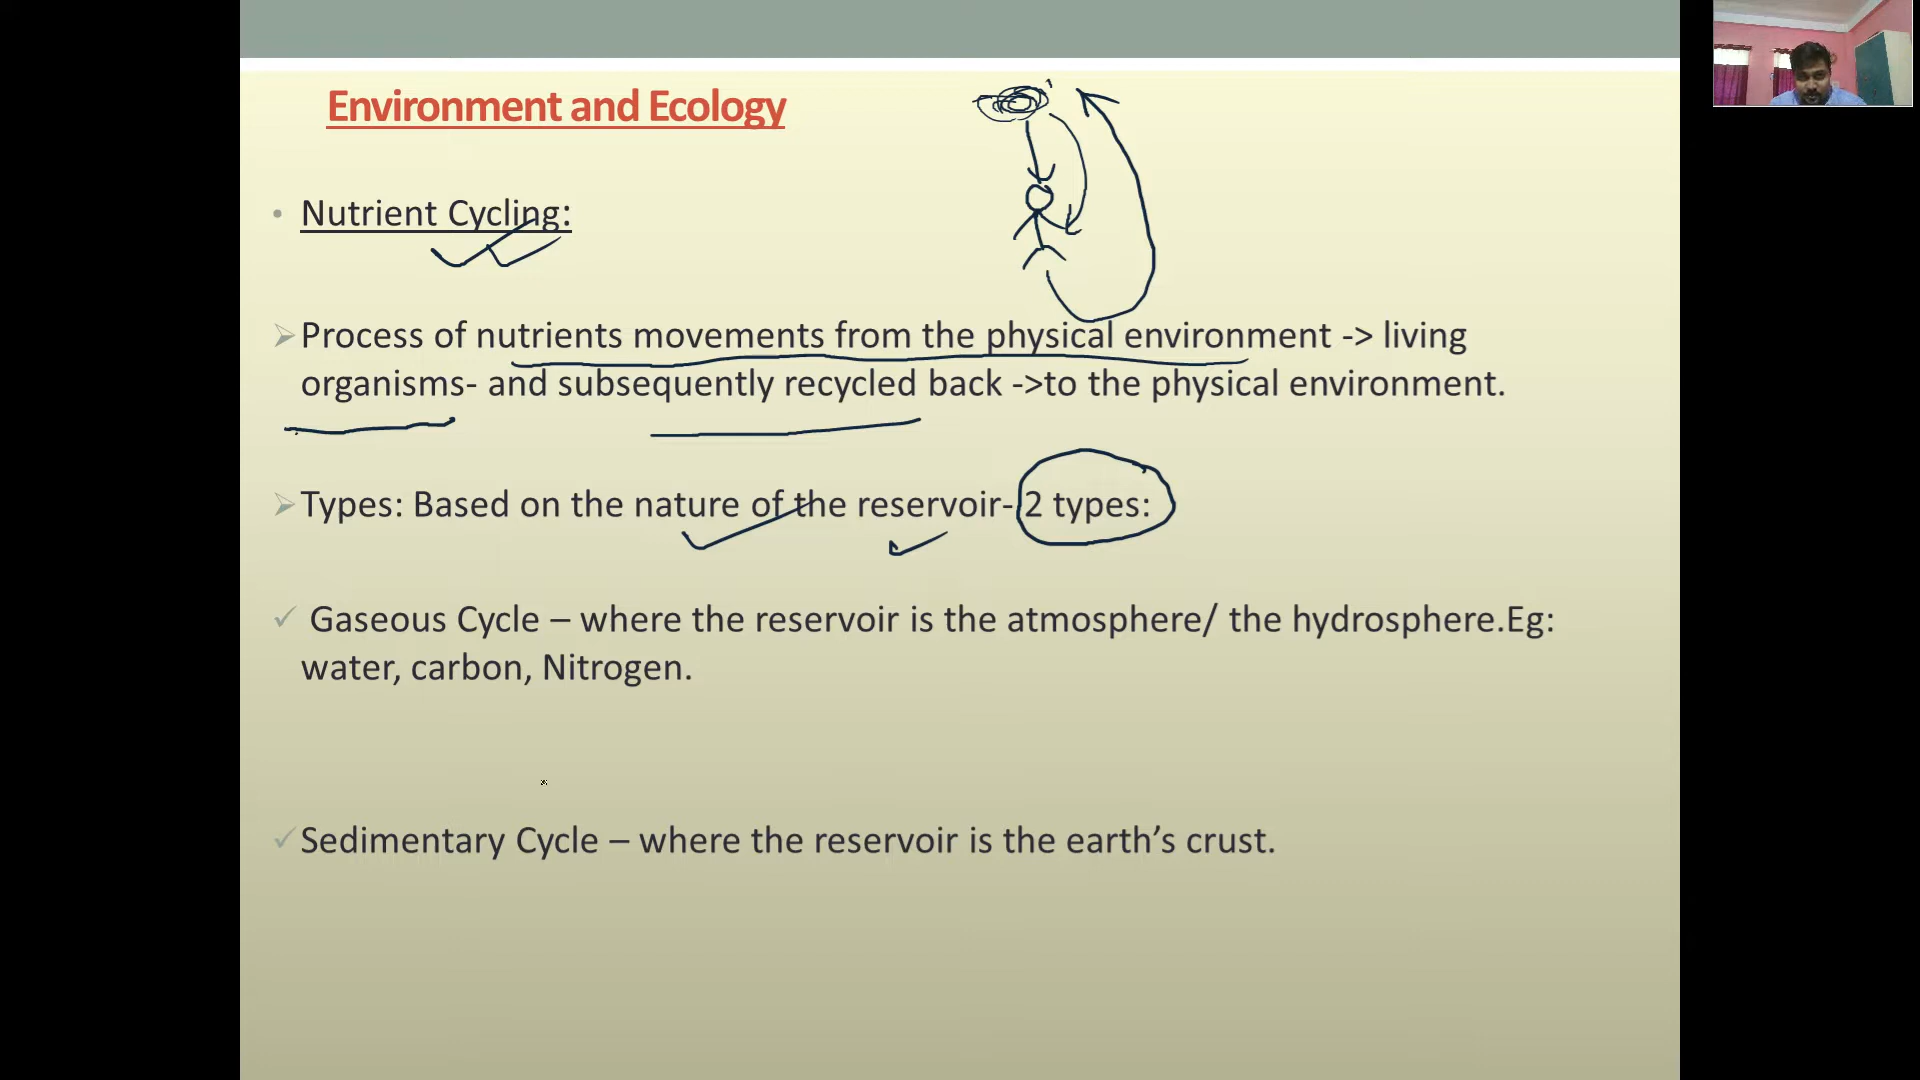 Environment and Ecology
• Nutrient Cycling:
Process of nutrients movements from the physical environment -> living
organisms- and subsequently recycled back ->to the physical environment.
Types: Based on the nature of the reservoir- 2 types:
Gaseous Cycle – where the reservoir is the atmosphere/ the hydrosphere.Eg:
water, carbon, Nitrogen.
Sedimentary Cycle – where the reservoir is the earth’s crust.